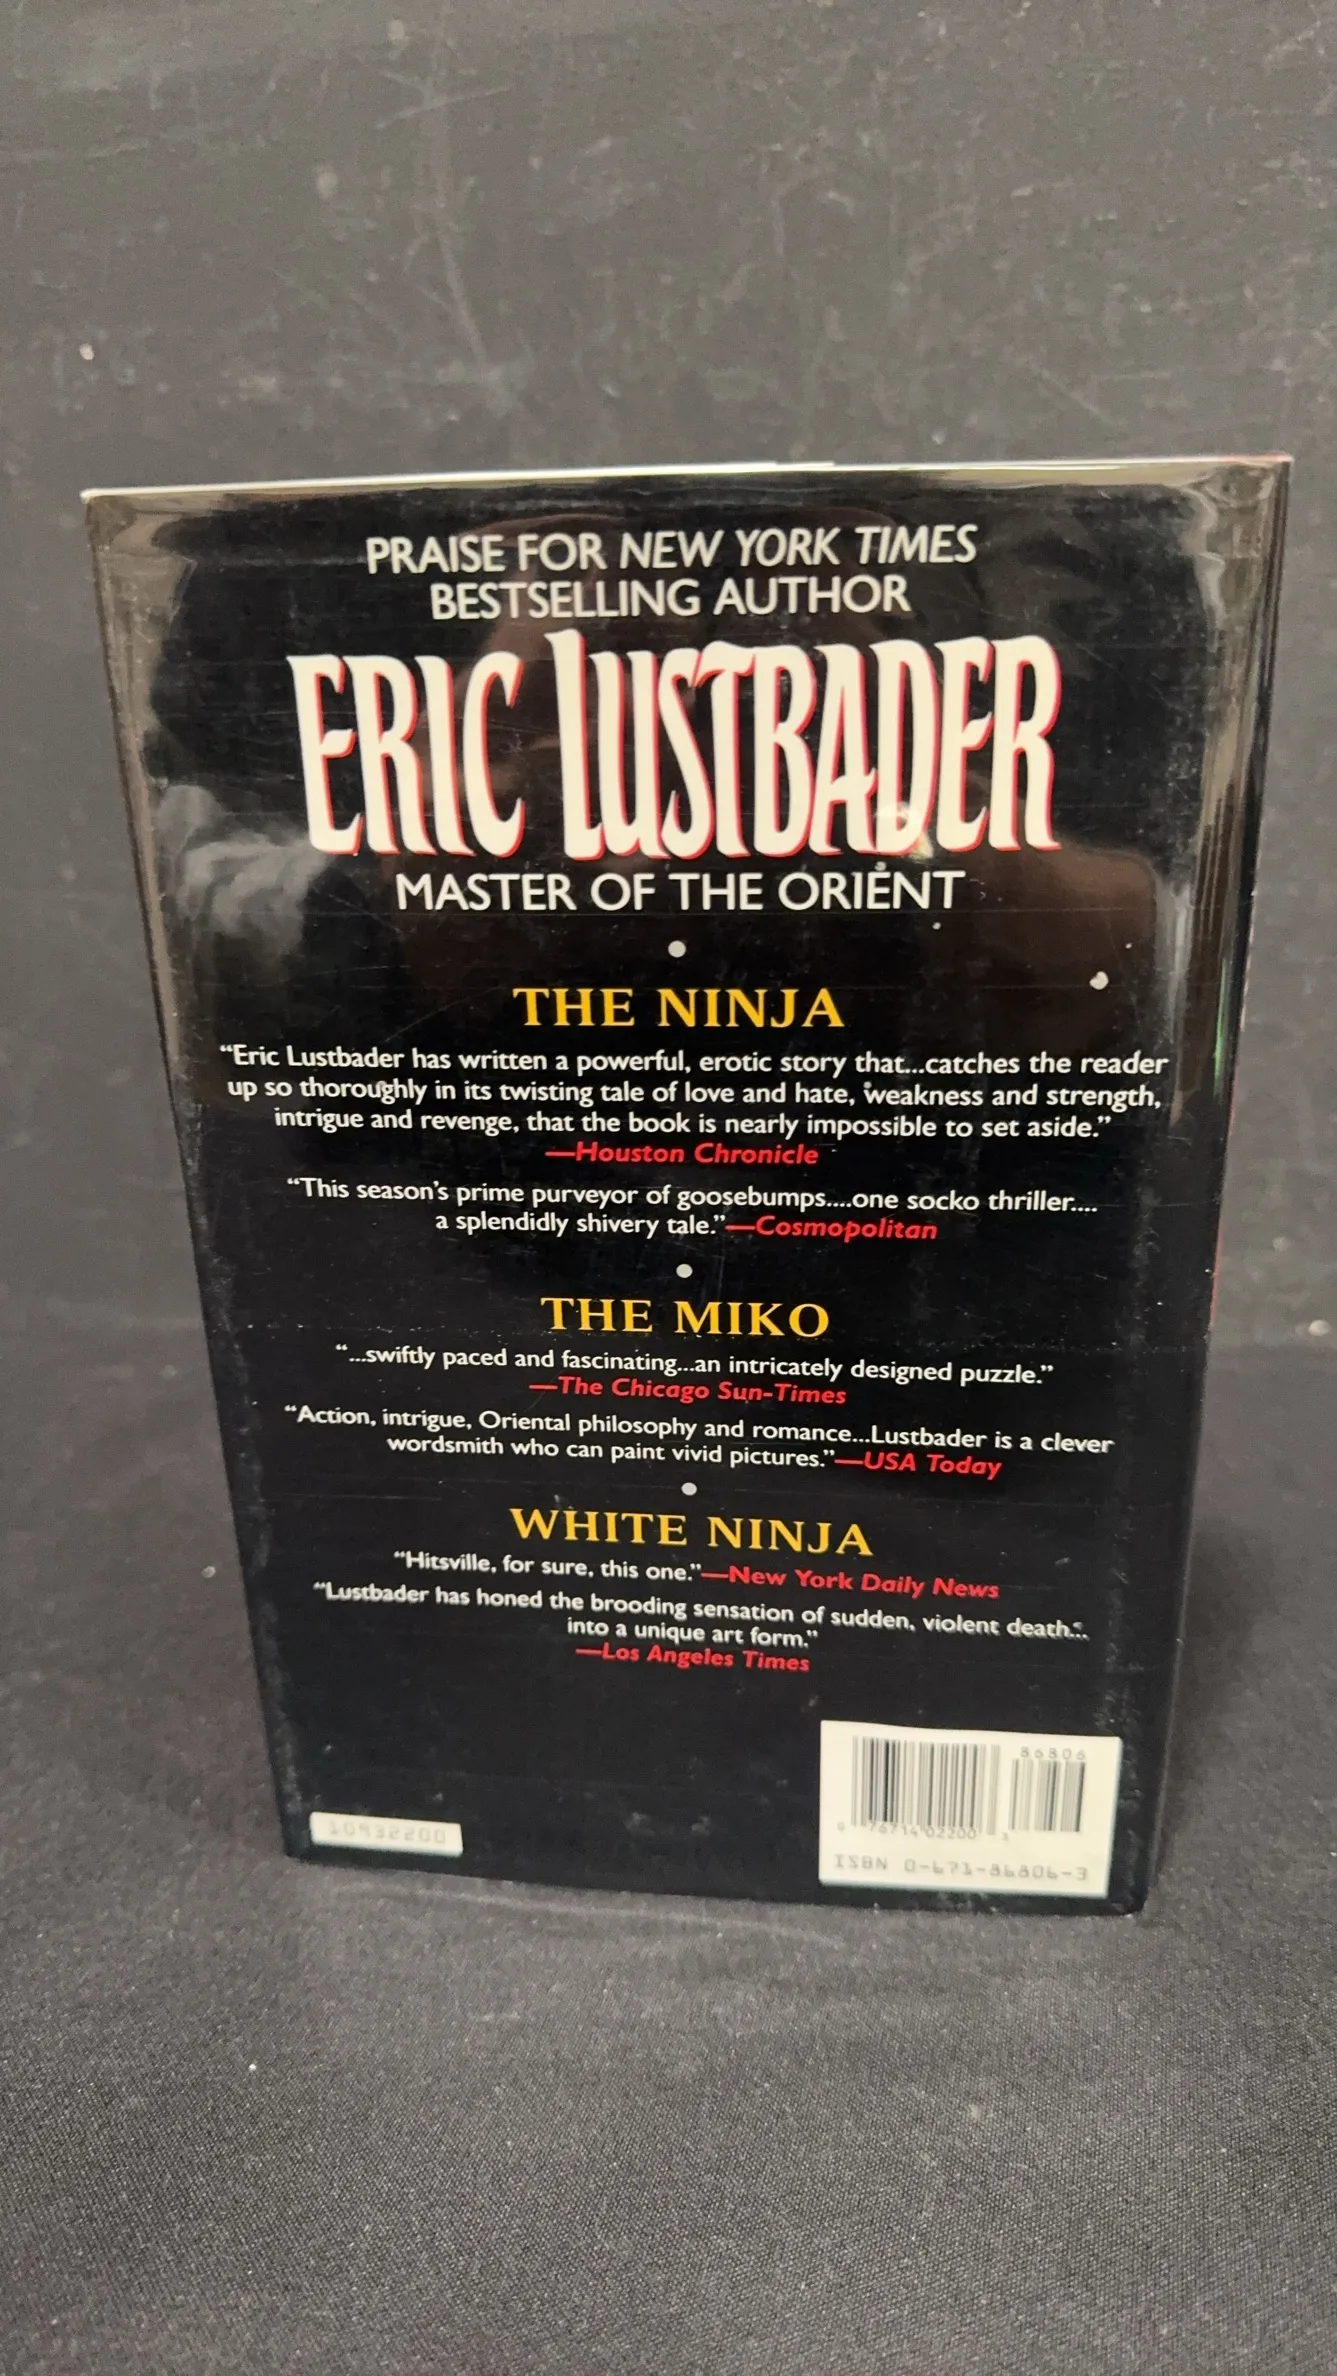 PRAISE FOR NEW YORK TIMES
BESTSELLING AUTHOR
ERIC LUSTBADER
MASTER OF THE ORIENT
•
THE NINJA
“Eric Lustbader has written a powerful, erotic story that...catches the reader
up so thoroughly in its twisting tale of love and hate, weakness and strength,
intrigue and revenge, that the book is nearly impossible to set aside.”
—Houston Chronicle
“This season's prime purveyor of goosebumps....one socko thriller....
a splendidly shivery tale.”—Cosmopolitan
•
THE MIKO
“...swiftly paced and fascinating...an intricately designed puzzle.”
—The Chicago Sun-Times
“Action, intrigue, Oriental philosophy and romance...Lustbader is a clever
wordsmith who can paint vivid pictures.”—USA Today
•
WHITE NINJA
“Hitsville, for sure, this one.”—New York Daily News
“Lustbader has honed the brooding sensation of sudden, violent death...
into a unique art form.”
—Los Angeles Times
86806
9 76714 02200 3
ISBN 0-671-86806-3
10932200